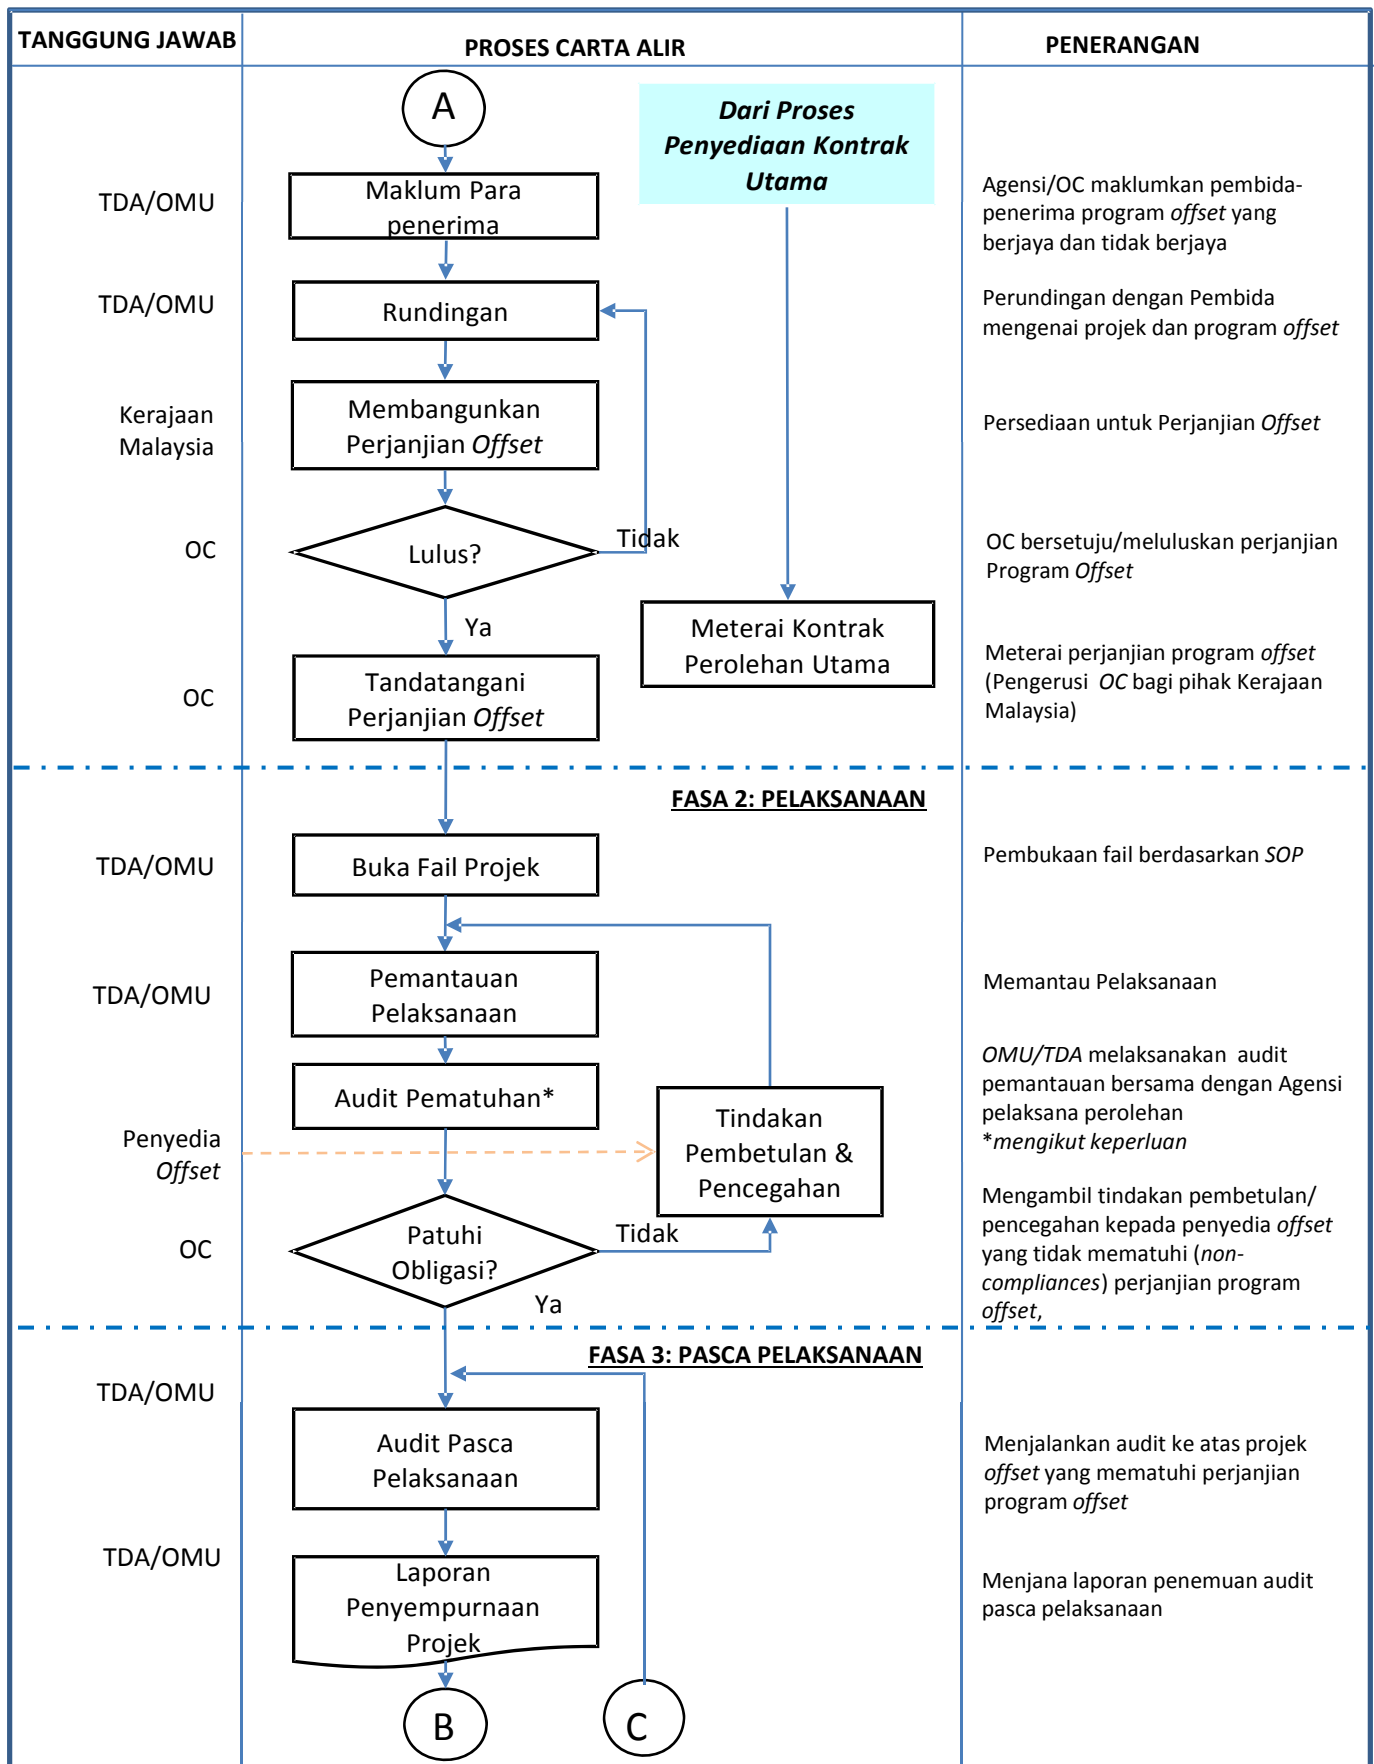 TANGGUNG JAWAB
PROSES CARTA ALIR
PENERANGAN
A
Dari Proses
Penyediaan Kontrak
Utama
TDA/OMU
Maklum Para
penerima
Agensi/OC maklumkan pembida-
penerima program offset yang
berjaya dan tidak berjaya
TDA/OMU
Rundingan
Perundingan dengan Pembida
mengenai projek dan program offset
Kerajaan
Malaysia
Membangunkan
Perjanjian Offset
Persediaan untuk Perjanjian Offset
OC
Lulus?
Tidak
OC bersetuju/meluluskan perjanjian
Program Offset
Ya
Meterai Kontrak
Perolehan Utama
OC
Tandatangani
Perjanjian Offset
Meterai perjanjian program offset
(Pengerusi OC bagi pihak Kerajaan
Malaysia)
FASA 2: PELAKSANAAN
TDA/OMU
Buka Fail Projek
Pembukaan fail berdasarkan SOP
TDA/OMU
Pemantauan
Pelaksanaan
Memantau Pelaksanaan
Audit Pematuhan*
OMU/TDA melaksanakan audit
pemantauan bersama dengan Agensi
pelaksana perolehan
*mengikut keperluan
Penyedia
Offset
Tindakan
Pembetulan &
Pencegahan
OC
Patuhi
Obligasi?
Tidak
Ya
Mengambil tindakan pembetulan/
pencegahan kepada penyedia offset
yang tidak mematuhi (non-
compliances) perjanjian program
offset,
FASA 3: PASCA PELAKSANAAN
TDA/OMU
Audit Pasca
Pelaksanaan
Menjalankan audit ke atas projek
offset yang mematuhi perjanjian
program offset
TDA/OMU
Laporan
Penyempurnaan
Projek
Menjana laporan penemuan audit
pasca pelaksanaan
B
C